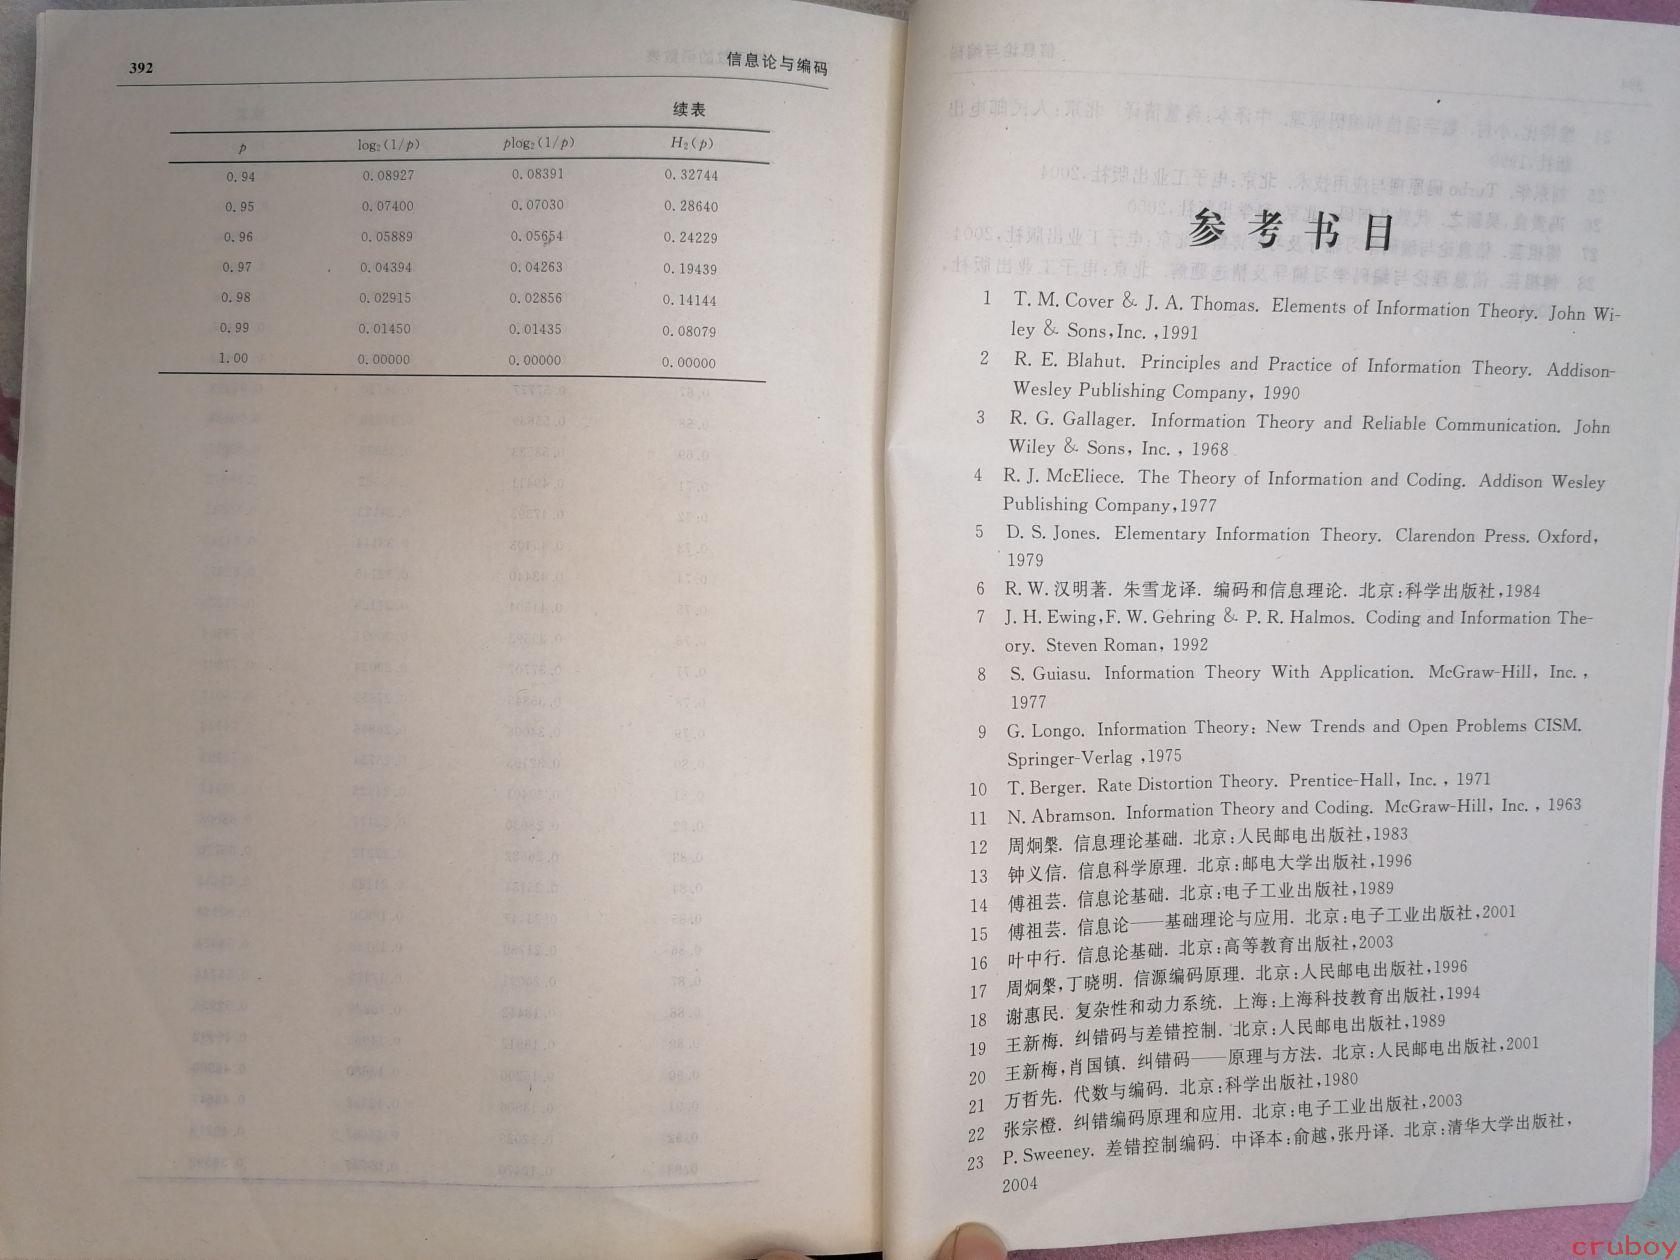 392
信息论与编码
续表
p log₂(1/p) plog₂(1/p) H₂(p)
0.94 0.08927 0.08391 0.32744
0.95 0.07400 0.07030 0.28640
0.96 0.05889 0.05654 0.24229
0.97 0.04394 0.04263 0.19439
0.98 0.02915 0.02856 0.14144
0.99 0.01450 0.01435 0.08079
1.00 0.00000 0.00000 0.00000
参考书目
1 T. M. Cover & J. A. Thomas. Elements of Information Theory. John Wi-
ley & Sons,Inc. ,1991
2 R. E. Blahut. Principles and Practice of Information Theory. Addison-
Wesley Publishing Company, 1990
3 R. G. Gallager. Information Theory and Reliable Communication. John
Wiley & Sons, Inc. , 1968
4 R. J. McEliece. The Theory of Information and Coding. Addison Wesley
Publishing Company,1977
5 D. S. Jones. Elementary Information Theory. Clarendon Press. Oxford,
1979
6 R. W. 汉明著. 朱雪龙译. 编码和信息理论. 北京:科学出版社,1984
7 J. H. Ewing,F. W. Gehring & P. R. Halmos. Coding and Information The-
ory. Steven Roman, 1992
8 S. Guiasu. Information Theory With Application. McGraw-Hill, Inc. ,
1977
9 G. Longo. Information Theory: New Trends and Open Problems CISM.
Springer-Verlag ,1975
10 T. Berger. Rate Distortion Theory. Prentice-Hall, Inc. , 1971
11 N. Abramson. Information Theory and Coding. McGraw-Hill, Inc. , 1963
12 周炯槃. 信息理论基础. 北京:人民邮电出版社,1983
13 钟义信. 信息科学原理. 北京:邮电大学出版社,1996
14 傅祖芸. 信息论基础. 北京:电子工业出版社,1989
15 傅祖芸. 信息论——基础理论与应用. 北京:电子工业出版社,2001
16 叶中行. 信息论基础. 北京:高等教育出版社,2003
17 周炯槃,丁晓明. 信源编码原理. 北京:人民邮电出版社,1996
18 谢惠民. 复杂性和动力系统. 上海:上海科技教育出版社,1994
19 王新梅. 纠错码与差错控制. 北京:人民邮电出版社,1989
20 王新梅,肖国镇. 纠错码——原理与方法. 北京:人民邮电出版社,2001
21 万哲先. 代数与编码. 北京:科学出版社,1980
22 张宗橙. 纠错编码原理和应用. 北京:电子工业出版社,2003
23 P. Sweeney. 差错控制编码. 中译本:俞越,张丹译. 北京:清华大学出版社,
2004
cruboy